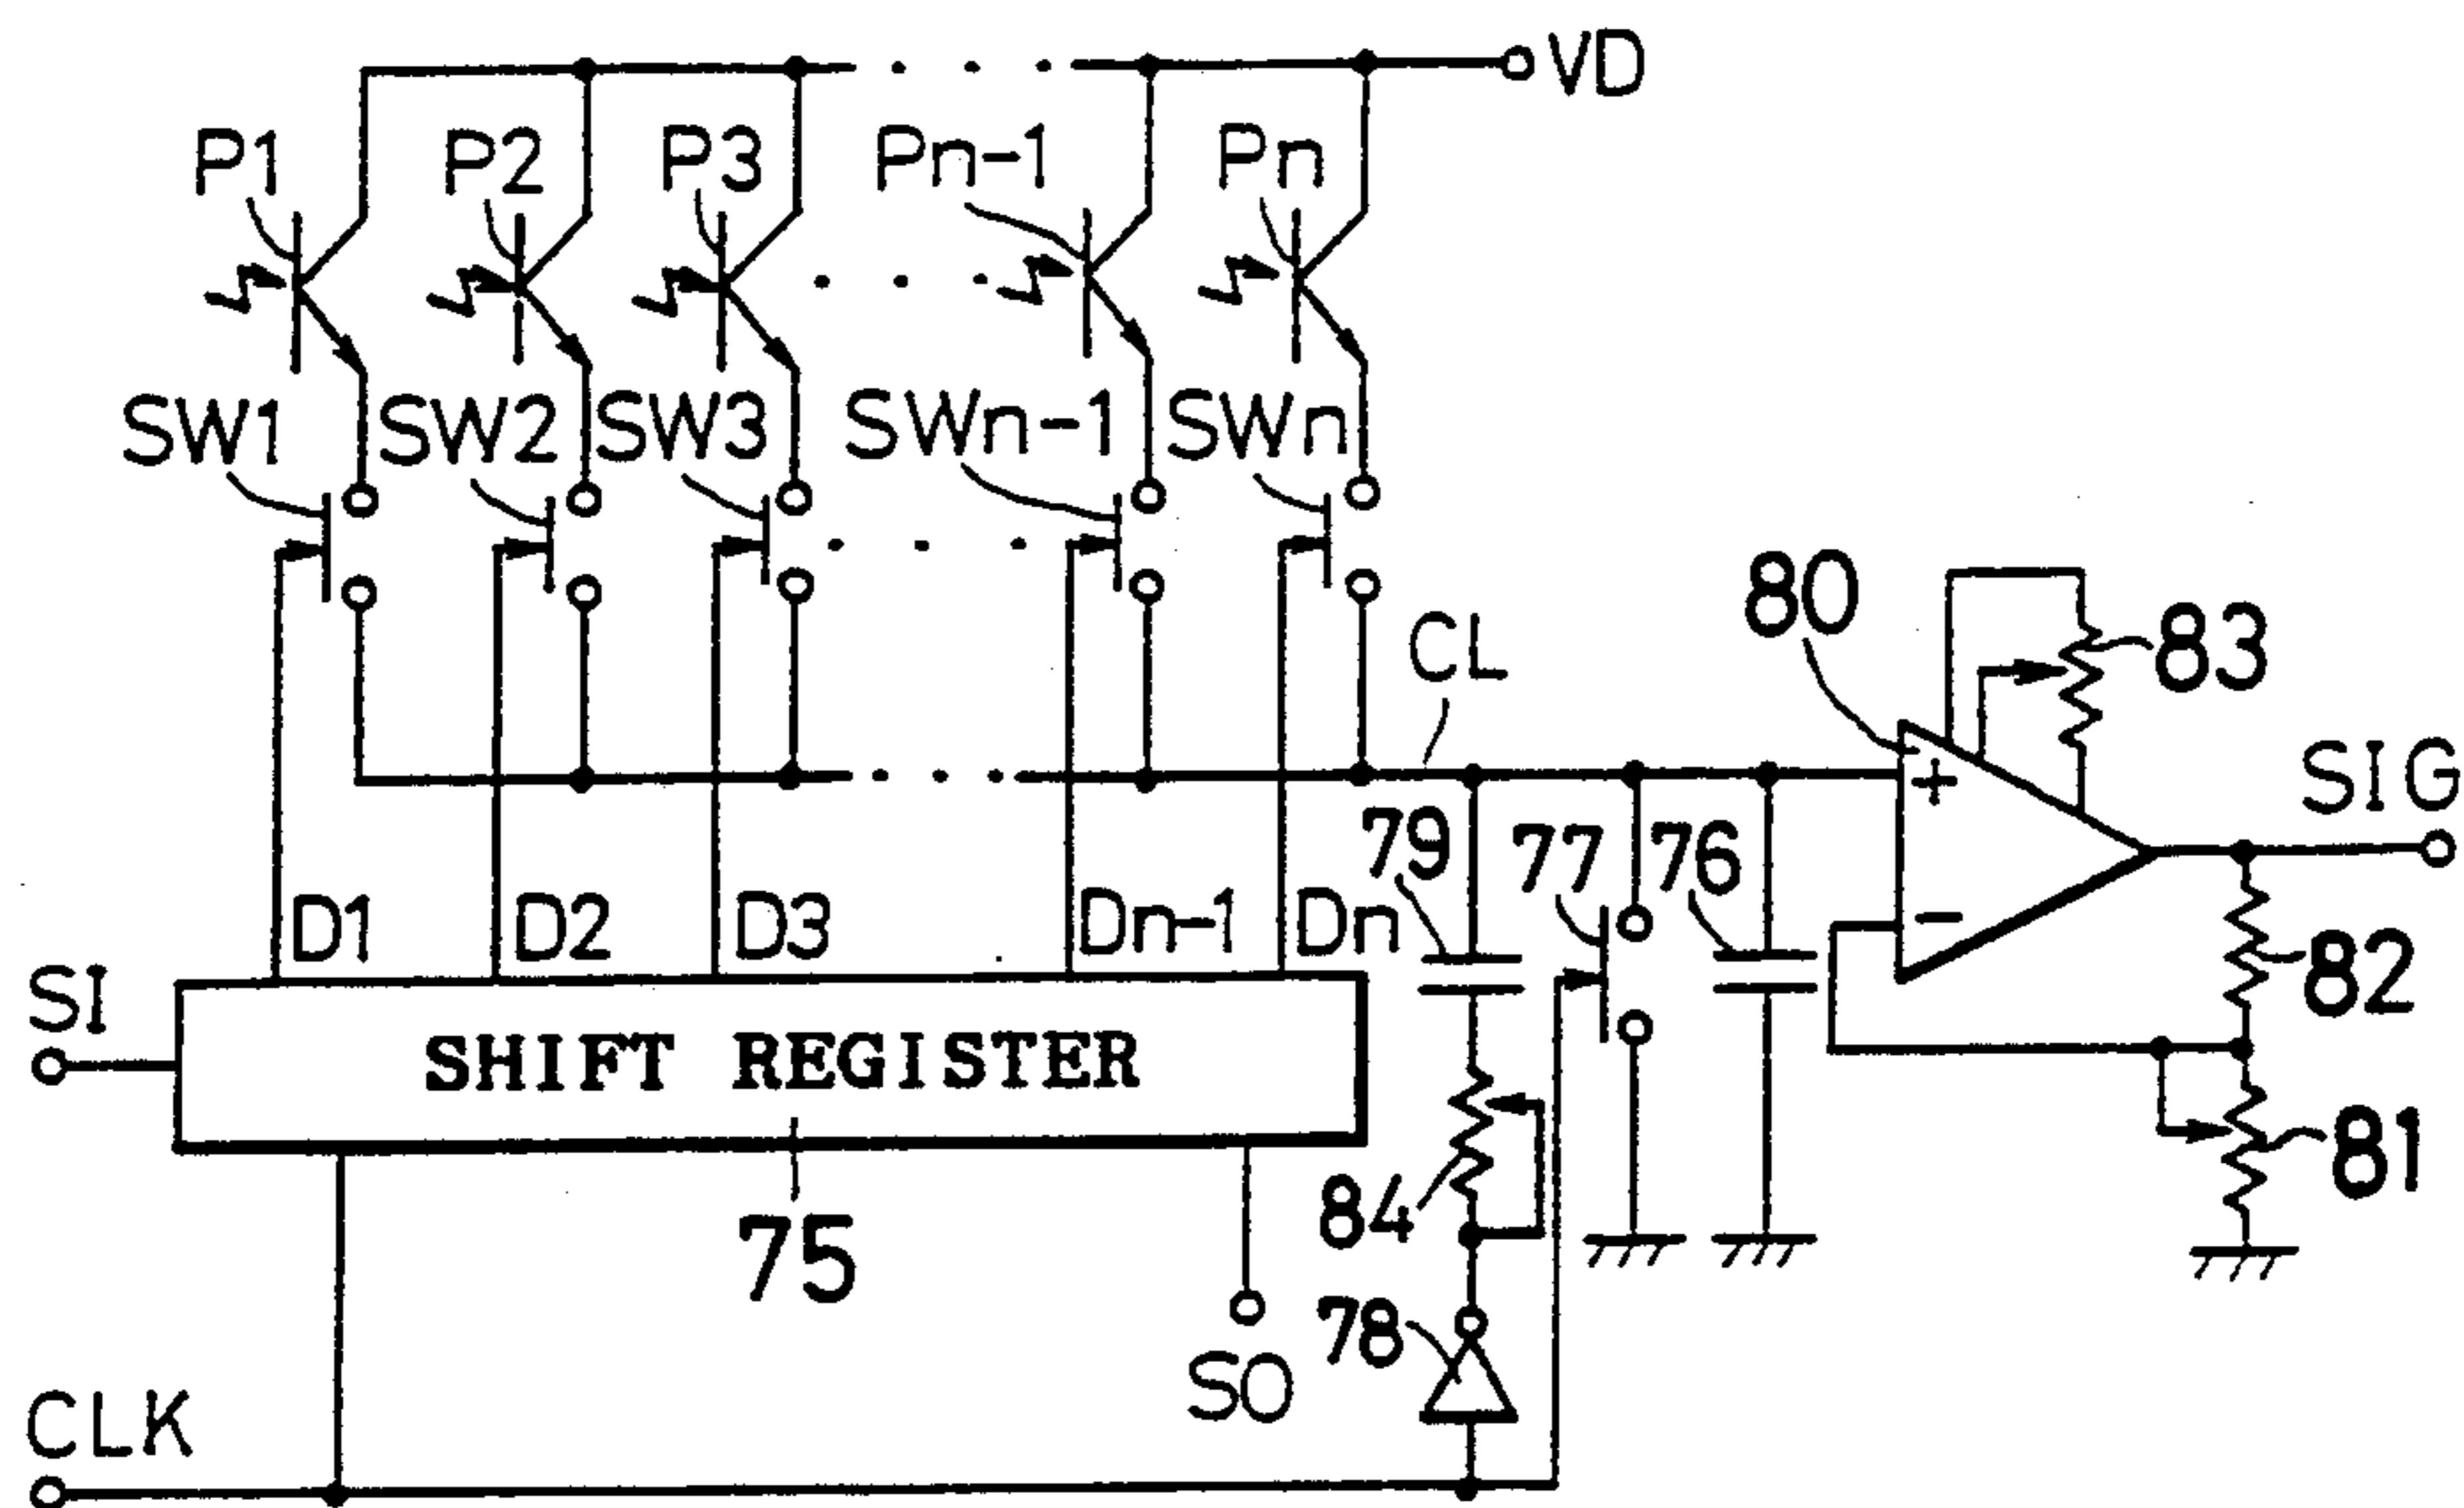 VD
P1 P2 P3 Pn-1 Pn
SW1 SW2 SW3 SWn-1 SWn
80
83
CL
+
SIG
79 77 76
D1 D2 D3 Dn-1 Dn
-
82
SI
SHIFT REGISTER
81
84
75
78
SO
CLK